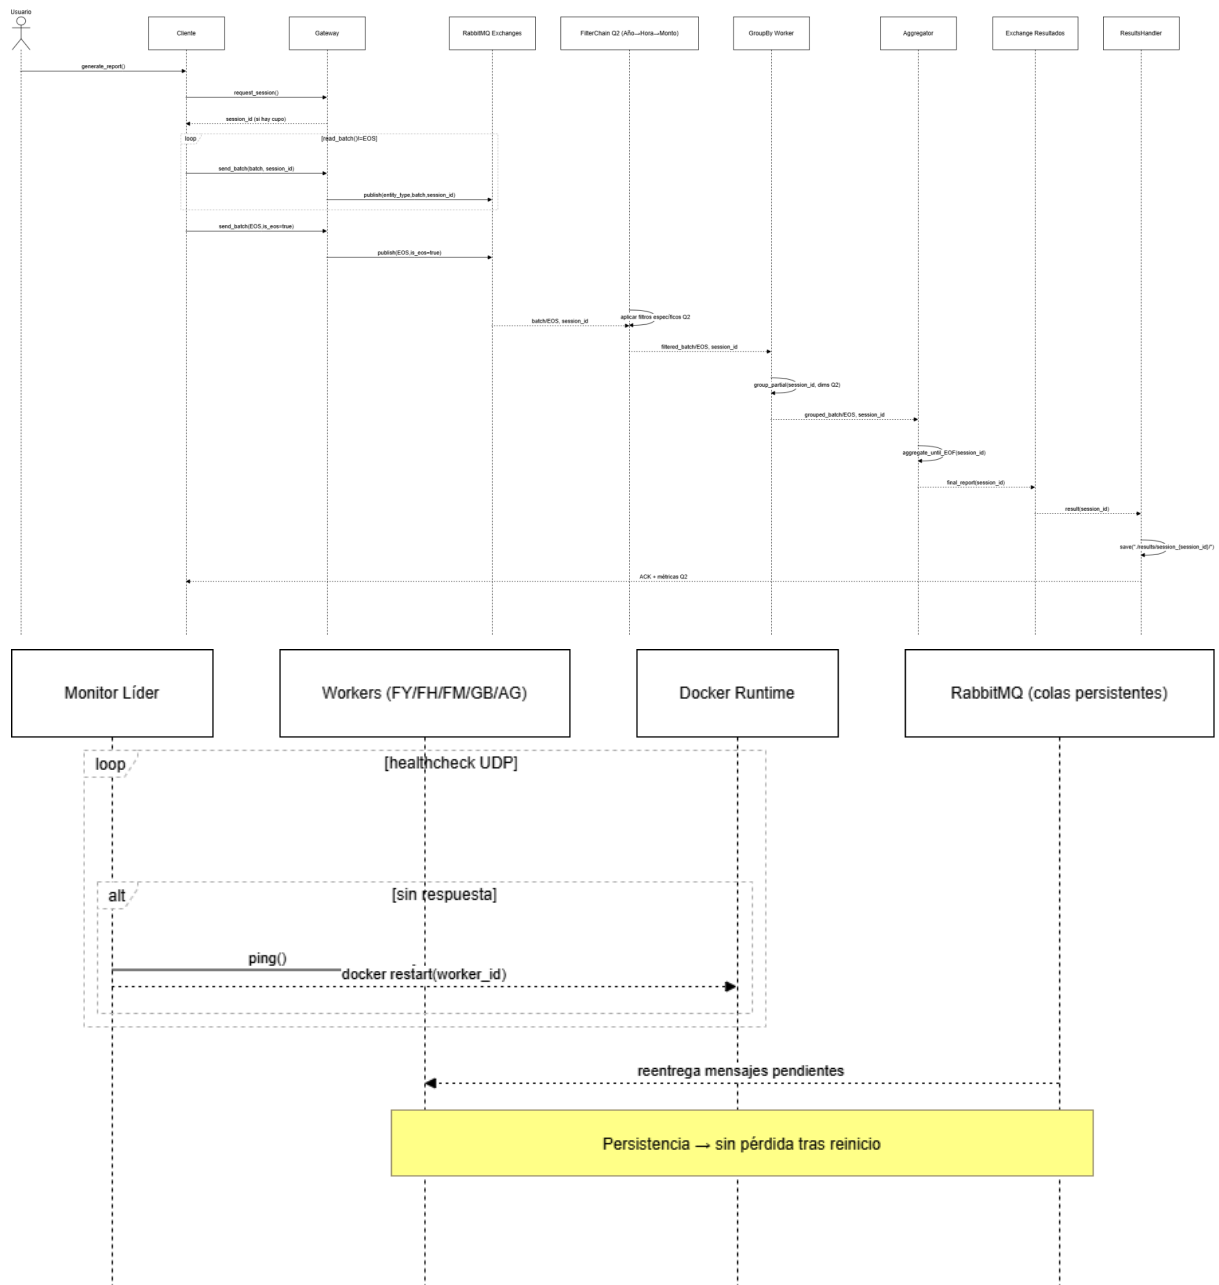 Usuario
Cliente
Gateway
RabbitMQ Exchanges
FilterChain Q2 (Año→Hora→Monto)
GroupBy Worker
Aggregator
Exchange Resultados
ResultsHandler
generate_report()
request_session()
session_id (si hay cupo)
loop
[read_batch()!=EOS]
send_batch(batch, session_id)
publish(entity_type,batch,session_id)
send_batch(EOS,is_eos=true)
publish(EOS,is_eos=true)
aplicar filtros específicos Q2
batch/EOS, session_id
filtered_batch/EOS, session_id
group_partial(session_id, dims Q2)
grouped_batch/EOS, session_id
aggregate_until_EOF(session_id)
final_report(session_id)
result(session_id)
save("./results/session_{session_id}/")
ACK + métricas Q2
Monitor Líder
Workers (FY/FH/FM/GB/AG)
Docker Runtime
RabbitMQ (colas persistentes)
loop
[healthcheck UDP]
alt
[sin respuesta]
ping()
docker restart(worker_id)
reentrega mensajes pendientes
Persistencia → sin pérdida tras reinicio